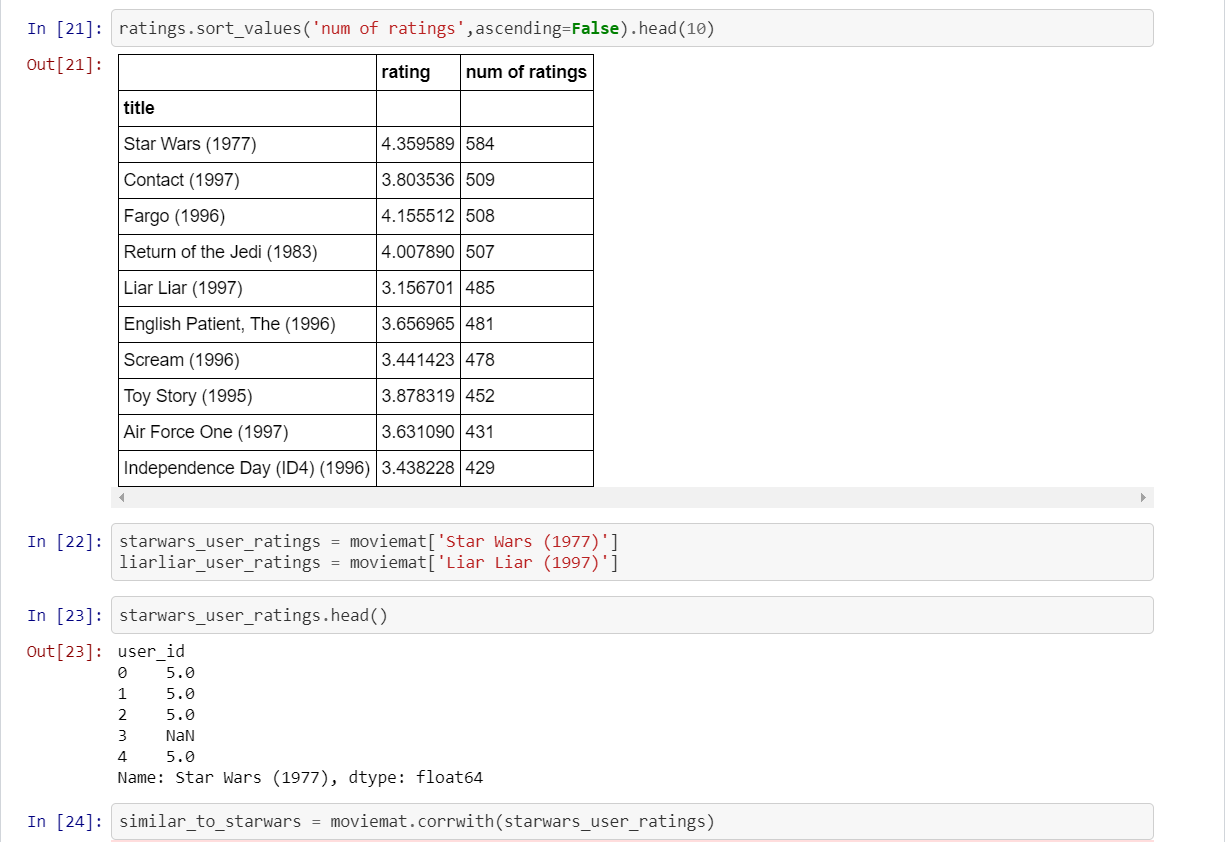 In [21]: ratings.sort_values('num of ratings',ascending=False).head(10)
Out[21]:
rating num of ratings
title
Star Wars (1977) 4.359589 584
Contact (1997) 3.803536 509
Fargo (1996) 4.155512 508
Return of the Jedi (1983) 4.007890 507
Liar Liar (1997) 3.156701 485
English Patient, The (1996) 3.656965 481
Scream (1996) 3.441423 478
Toy Story (1995) 3.878319 452
Air Force One (1997) 3.631090 431
Independence Day (ID4) (1996) 3.438228 429
In [22]: starwars_user_ratings = moviemat['Star Wars (1977)']
liarliar_user_ratings = moviemat['Liar Liar (1997)']
In [23]: starwars_user_ratings.head()
Out[23]: user_id
0 5.0
1 5.0
2 5.0
3 NaN
4 5.0
Name: Star Wars (1977), dtype: float64
In [24]: similar_to_starwars = moviemat.corrwith(starwars_user_ratings)